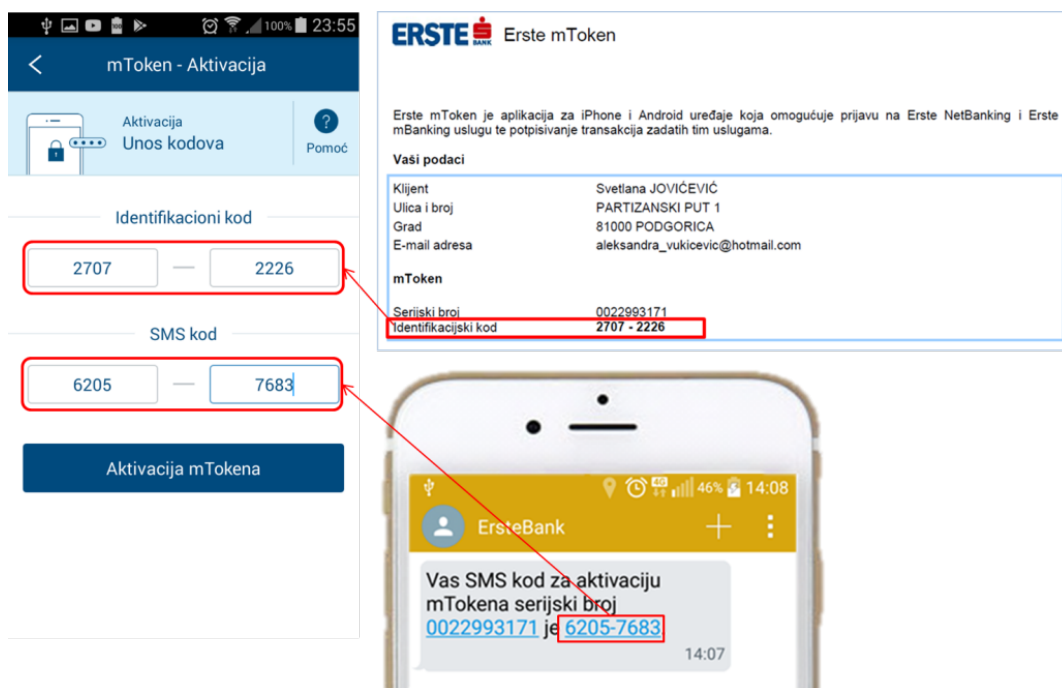 100% 23:55
mToken - Aktivacija
Aktivacija
Unos kodova
Pomoć
Identifikacioni kod
2707 — 2226
SMS kod
6205 — 7683
Aktivacija mTokena
ERSTE BANK Erste mToken
Erste mToken je aplikacija za iPhone i Android uređaje koja omogućuje prijavu na Erste NetBanking i Erste
mBanking uslugu te potpisivanje transakcija zadatih tim uslugama.
Vaši podaci
Klijent Svetlana JOVIĆEVIĆ
Ulica i broj PARTIZANSKI PUT 1
Grad 81000 PODGORICA
E-mail adresa aleksandra_vukicevic@hotmail.com
mToken
Serijski broj 0022993171
Identifikacijski kod 2707 - 2226
4G 46% 14:08
ErsteBank
Vas SMS kod za aktivaciju
mTokena serijski broj
0022993171 je 6205-7683
14:07